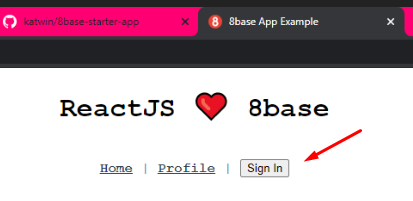 katwin/8base-starter-app
8base App Example
ReactJS ❤️ 8base
Home | Profile | Sign In